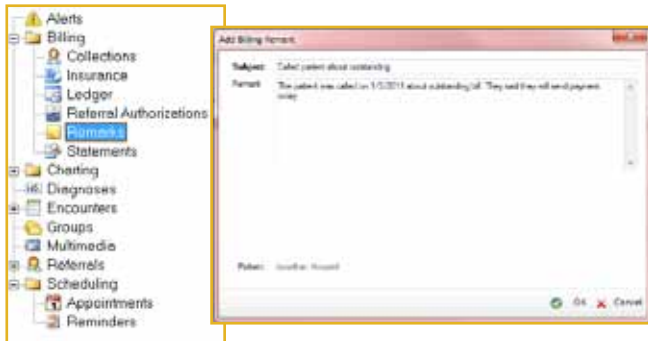 Alerts
Billing
Collections
Insurance
Ledger
Referral Authorizations
Remarks
Statements
Charting
Diagnoses
Encounters
Groups
Multimedia
Referrals
Scheduling
Appointments
Reminders
Add Billing Remark
Subject: Called patient about outstanding
Remark: The patient was called on 1/5/2011 about outstanding bill. They said they will send payment
today
Patient:
OK Cancel